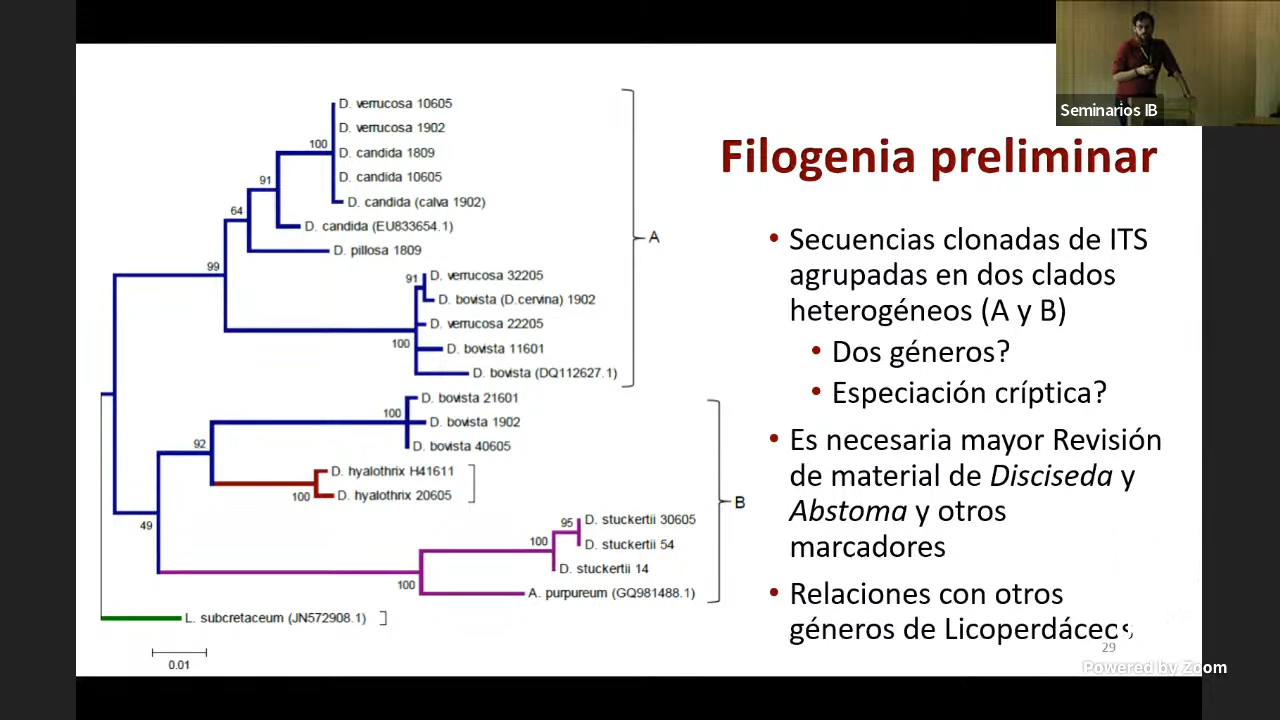 Seminarios IB
Filogenia preliminar
D. verrucosa 10605
D. verrucosa 1902
D. candida 1809
D. candida 10605
D. candida (calva 1902)
D. candida (EU833654.1)
D. pillosa 1809
D. verrucosa 32205
D. bovista (D.cervina) 1902
D. verrucosa 22205
D. bovista 11601
D. bovista (DQ112627.1)
D. bovista 21601
D. bovista 1902
D. bovista 40605
D. hyalothrix H41611
D. hyalothrix 20605
D. stuckertii 30605
D. stuckertii 54
D. stuckertii 14
A. purpureum (GQ981488.1)
L. subcretaceum (JN572908.1)
100
91
64
99
91
100
100
92
100
49
95
100
100
A
B
0.01
• Secuencias clonadas de ITS
agrupadas en dos clados
heterogéneos (A y B)
• Dos géneros?
• Especiación críptica?
• Es necesaria mayor Revisión
de material de Disciseda y
Abstoma y otros
marcadores
• Relaciones con otros
géneros de Licoperdáceos
29
Powered by Zoom